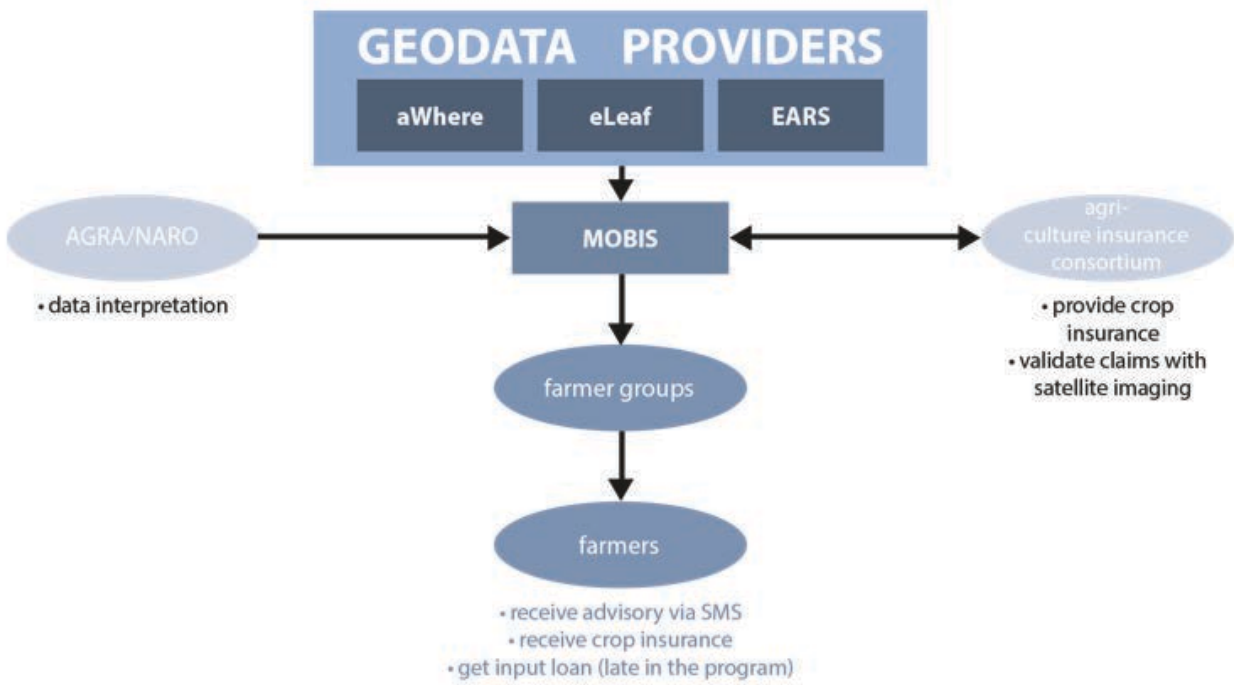 GEODATA PROVIDERS
aWhere
eLeaf
EARS
AGRA/NARO
• data interpretation
MOBIS
agri-
culture insurance
consortium
• provide crop
insurance
• validate claims with
satellite imaging
farmer groups
farmers
• receive advisory via SMS
• receive crop insurance
• get input loan (late in the program)